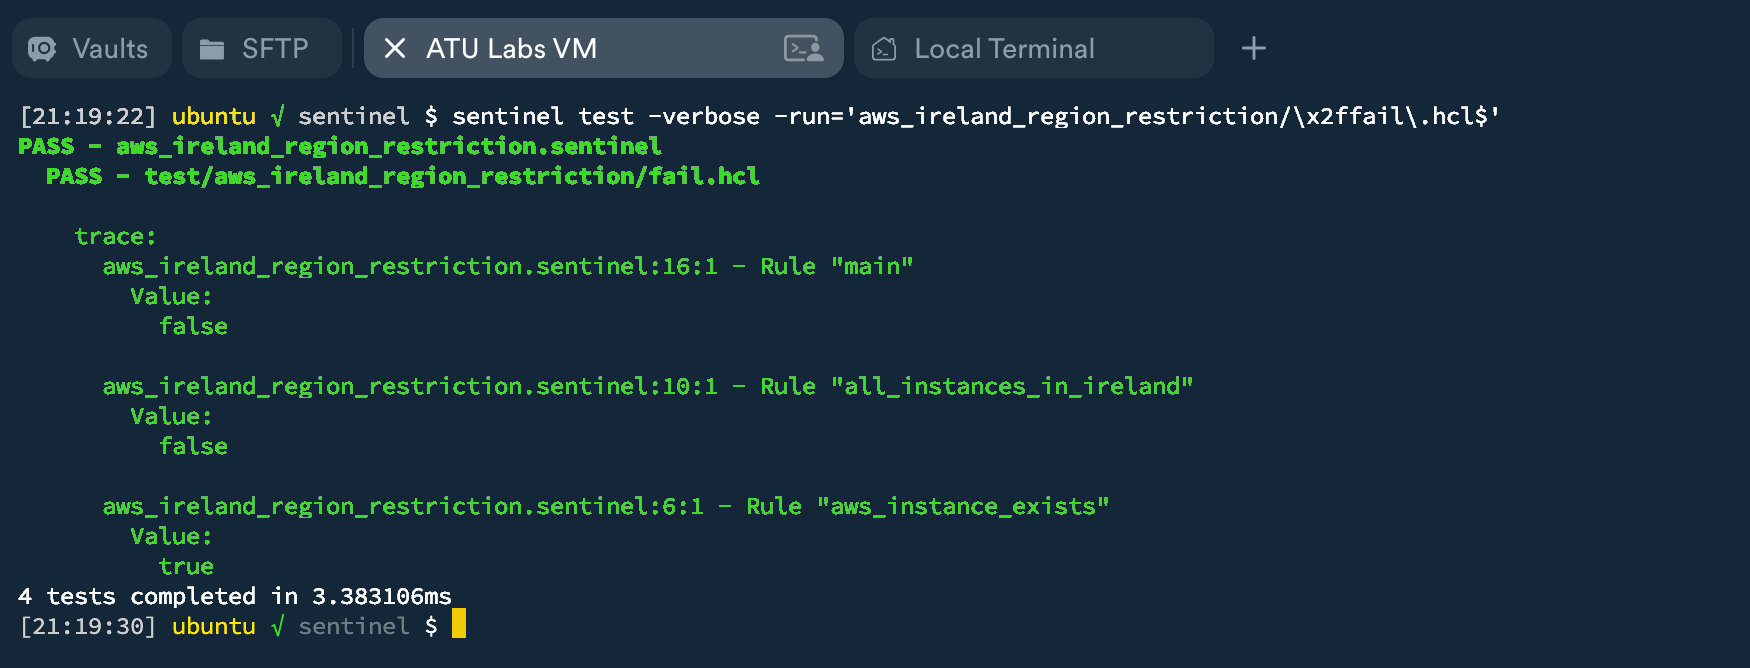 Vaults SFTP ATU Labs VM Local Terminal +
[21:19:22] ubuntu √ sentinel $ sentinel test -verbose -run='aws_ireland_region_restriction/\x2ffail\.hcl$'
PASS - aws_ireland_region_restriction.sentinel
PASS - test/aws_ireland_region_restriction/fail.hcl
trace:
aws_ireland_region_restriction.sentinel:16:1 - Rule "main"
Value:
false
aws_ireland_region_restriction.sentinel:10:1 - Rule "all_instances_in_ireland"
Value:
false
aws_ireland_region_restriction.sentinel:6:1 - Rule "aws_instance_exists"
Value:
true
4 tests completed in 3.383106ms
[21:19:30] ubuntu √ sentinel $